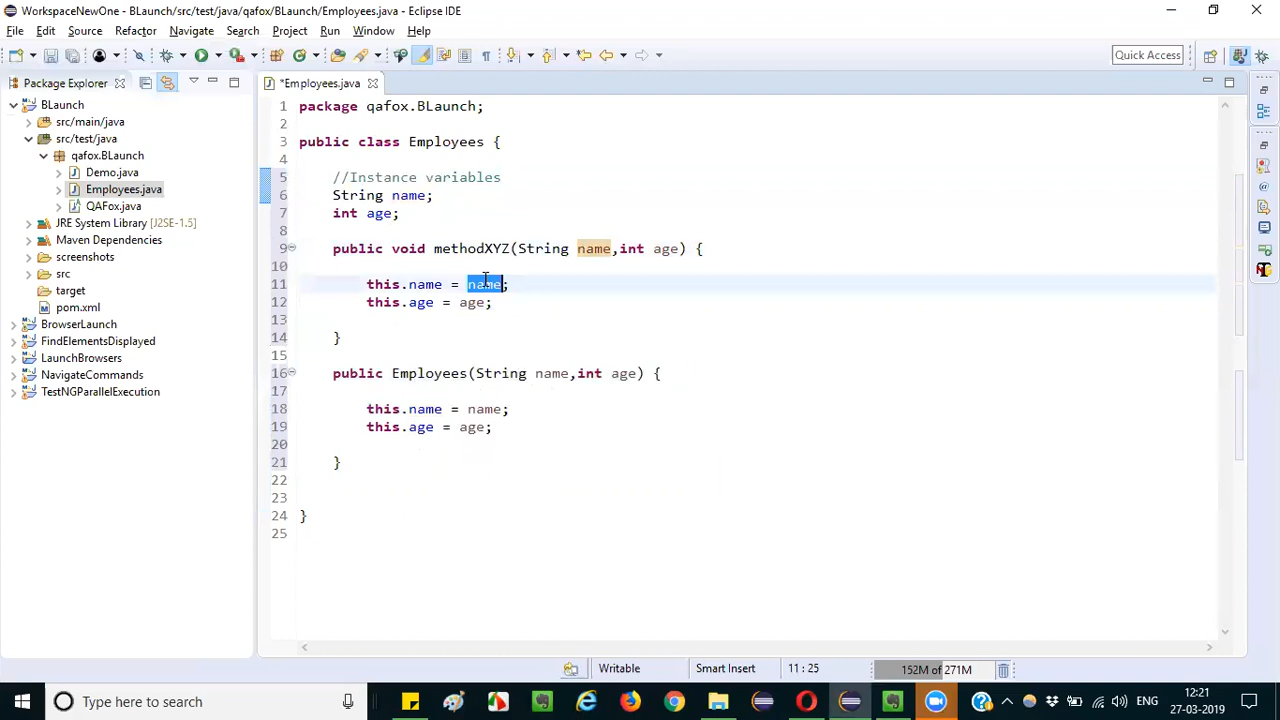 WorkspaceNewOne - BLaunch/src/test/java/qafox/BLaunch/Employees.java - Eclipse IDE
File Edit Source Refactor Navigate Search Project Run Window Help
Quick Access
Package Explorer
*Employees.java
BLaunch
src/main/java
src/test/java
qafox.BLaunch
Demo.java
Employees.java
QAFox.java
JRE System Library [J2SE-1.5]
Maven Dependencies
screenshots
src
target
pom.xml
BrowserLaunch
FindElementsDisplayed
LaunchBrowsers
NavigateCommands
TestNGParallelExecution
1 package qafox.BLaunch;
2
3 public class Employees {
4
5 //Instance variables
6 String name;
7 int age;
8
9 public void methodXYZ(String name,int age) {
10
11 this.name = name;
12 this.age = age;
13
14 }
15
16 public Employees(String name,int age) {
17
18 this.name = name;
19 this.age = age;
20
21 }
22
23
24 }
25
Writable Smart Insert 11 : 25 152M of 271M
Type here to search
ENG
12:21
27-03-2019